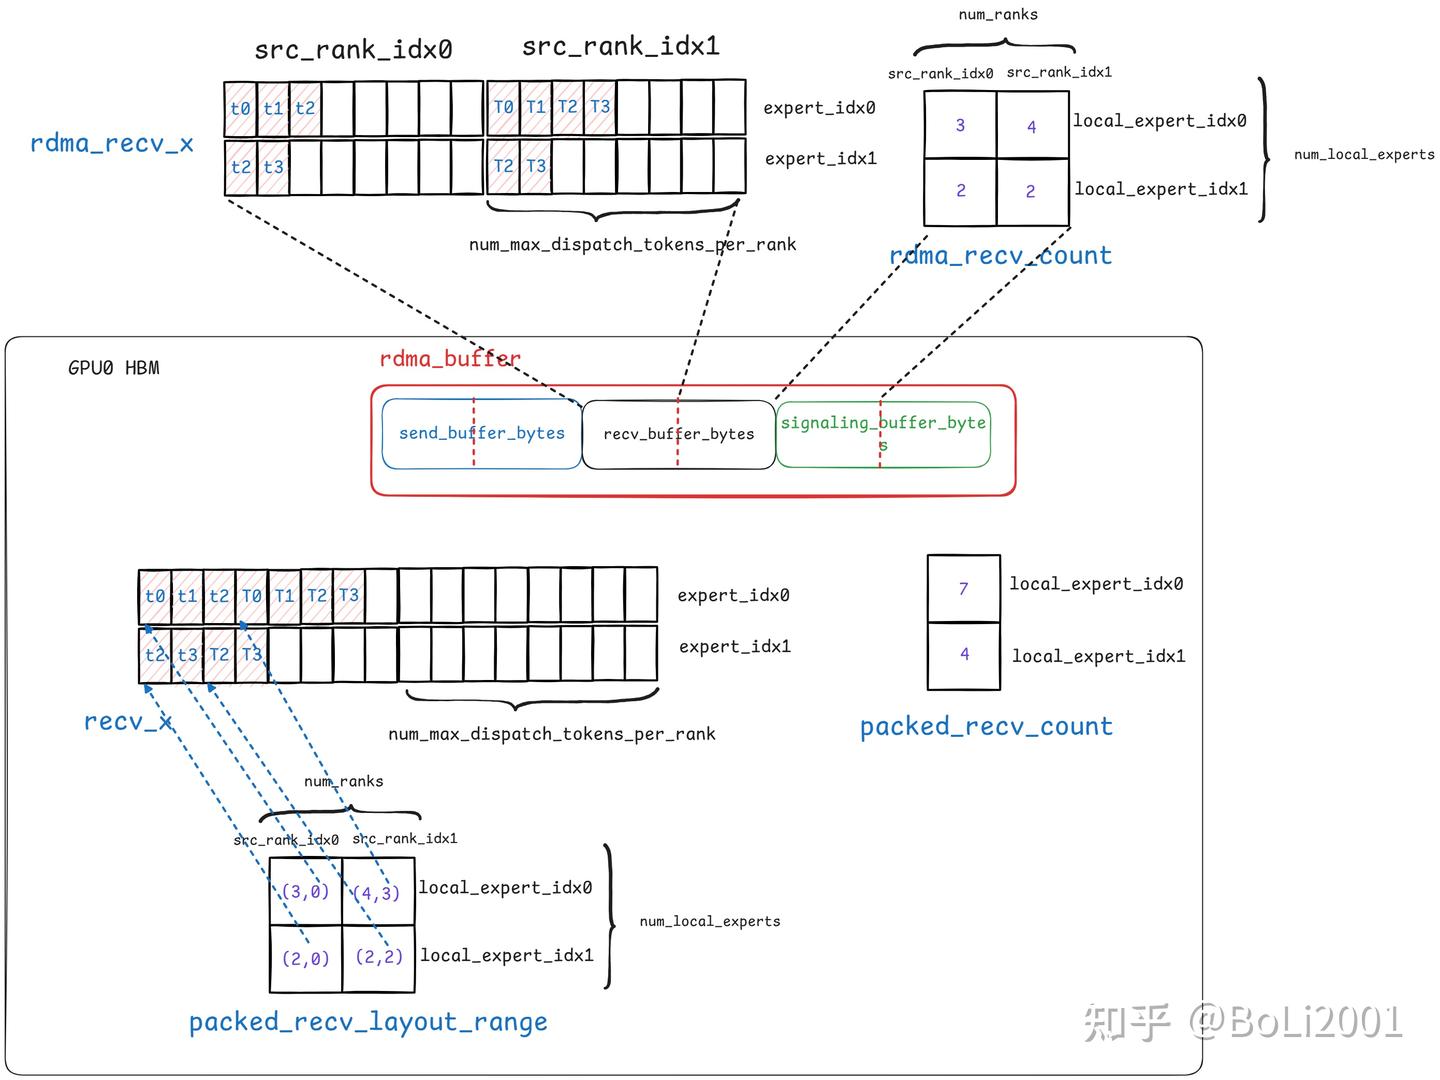 num_ranks
src_rank_idx0
src_rank_idx1
src_rank_idx0 src_rank_idx1
t0 t1 t2 T0 T1 T2 T3
expert_idx0
3 4
local_expert_idx0
rdma_recv_x
t2 t3 T2 T3
expert_idx1
num_local_experts
2 2
local_expert_idx1
num_max_dispatch_tokens_per_rank
rdma_recv_count
GPU0 HBM
rdma_buffer
send_buffer_bytes
recv_buffer_bytes
signaling_buffer_byte
s
t0 t1 t2 T0 T1 T2 T3
expert_idx0
7
local_expert_idx0
t2 t3 T2 T3
expert_idx1
4
local_expert_idx1
recv_x
num_max_dispatch_tokens_per_rank
packed_recv_count
num_ranks
src_rank_idx0 src_rank_idx1
(3,0) (4,3)
local_expert_idx0
num_local_experts
(2,0) (2,2)
local_expert_idx1
packed_recv_layout_range
知乎 @BoLi2001